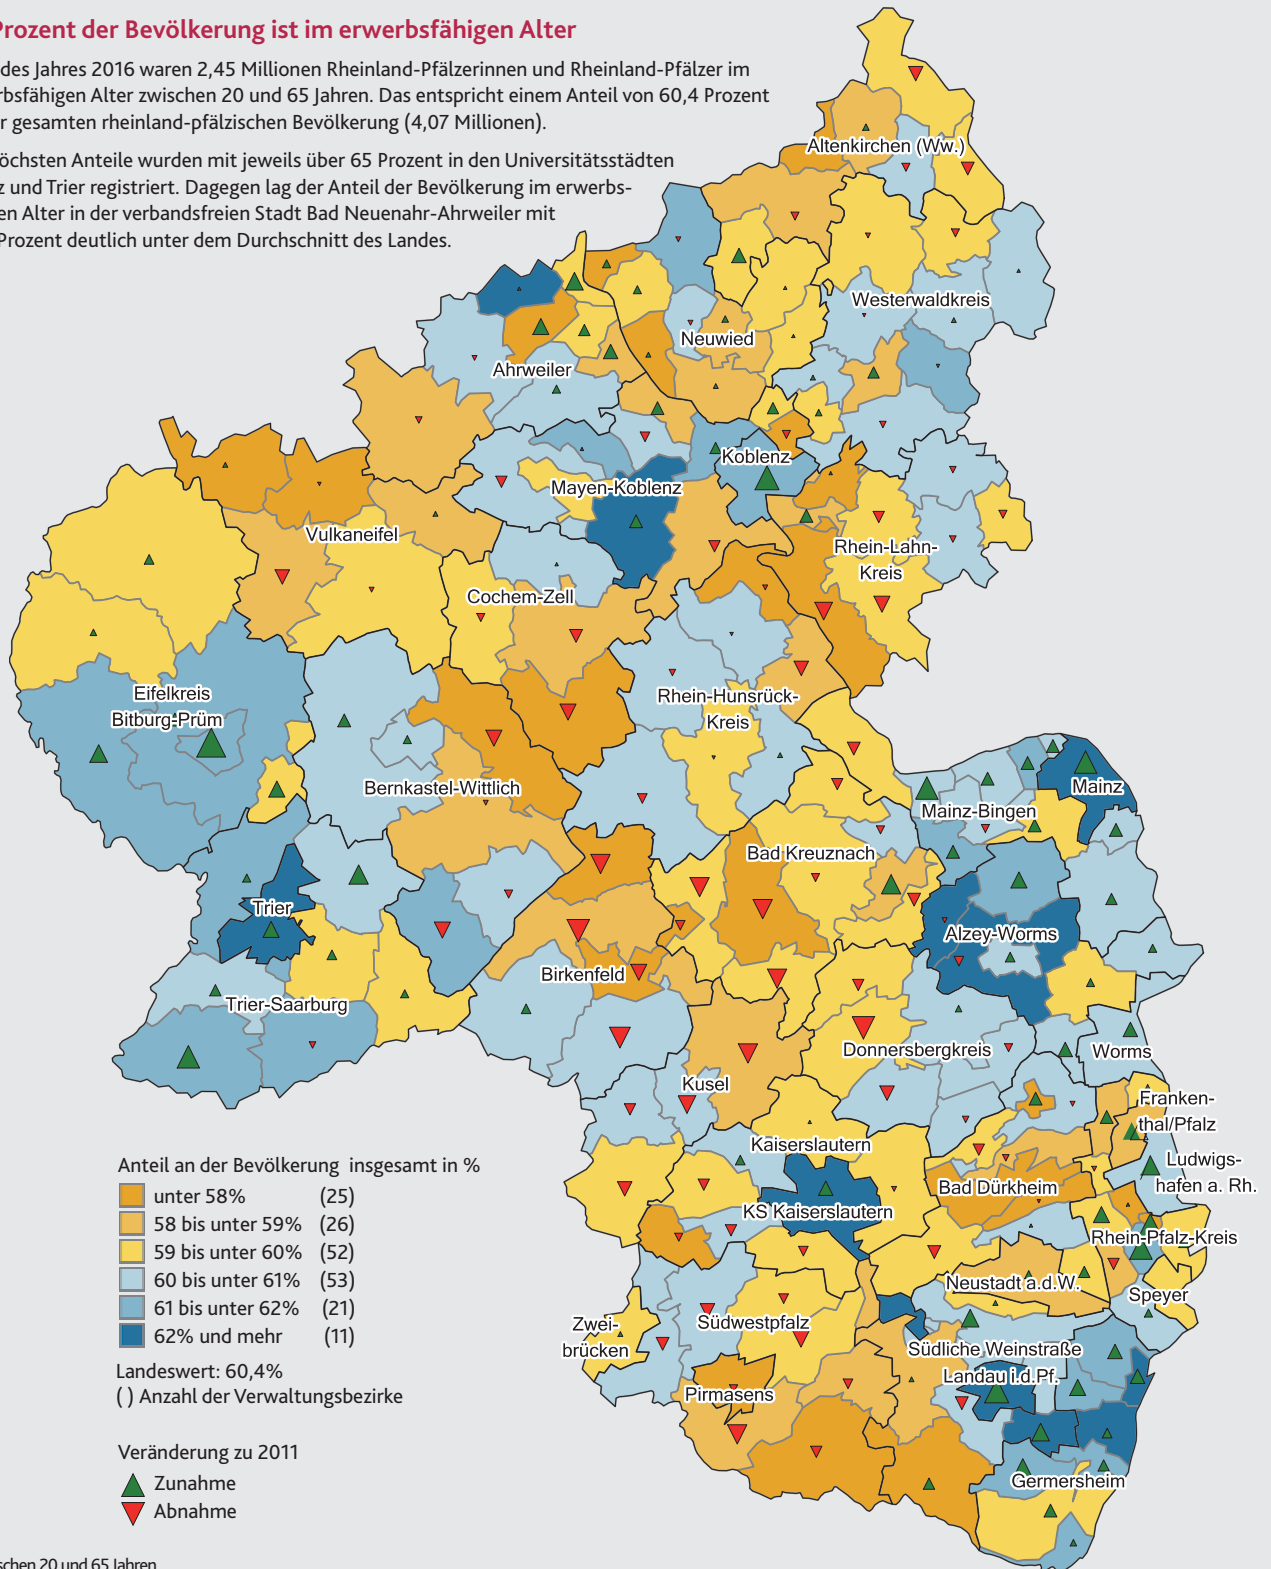 Prozent der Bevölkerung ist im erwerbsfähigen Alter
des Jahres 2016 waren 2,45 Millionen Rheinland-Pfälzerinnen und Rheinland-Pfälzer im
rbsfähigen Alter zwischen 20 und 65 Jahren. Das entspricht einem Anteil von 60,4 Prozent
r gesamten rheinland-pfälzischen Bevölkerung (4,07 Millionen).
öchsten Anteile wurden mit jeweils über 65 Prozent in den Universitätsstädten
z und Trier registriert. Dagegen lag der Anteil der Bevölkerung im erwerbs-
en Alter in der verbandsfreien Stadt Bad Neuenahr-Ahrweiler mit
Prozent deutlich unter dem Durchschnitt des Landes.
Altenkirchen (Ww.)
Westerwaldkreis
Neuwied
Ahrweiler
Koblenz
Mayen-Koblenz
Vulkaneifel
Rhein-Lahn-
Kreis
Cochem-Zell
Eifelkreis
Bitburg-Prüm
Rhein-Hunsrück-
Kreis
Bernkastel-Wittlich
Mainz
Mainz-Bingen
Bad Kreuznach
Trier
Alzey-Worms
Birkenfeld
Trier-Saarburg
Donnersbergkreis
Worms
Kusel
Franken-
thal/Pfalz
Kaiserslautern
Ludwigs-
hafen a. Rh.
Bad Dürkheim
KS Kaiserslautern
Rhein-Pfalz-Kreis
Neustadt a.d.W.
Speyer
Zwei-
brücken
Südwestpfalz
Südliche Weinstraße
Landau i.d.Pf.
Pirmasens
Germersheim
Anteil an der Bevölkerung insgesamt in %
unter 58% (25)
58 bis unter 59% (26)
59 bis unter 60% (52)
60 bis unter 61% (53)
61 bis unter 62% (21)
62% und mehr (11)
Landeswert: 60,4%
( ) Anzahl der Verwaltungsbezirke
Veränderung zu 2011
Zunahme
Abnahme
schen 20 und 65 Jahren